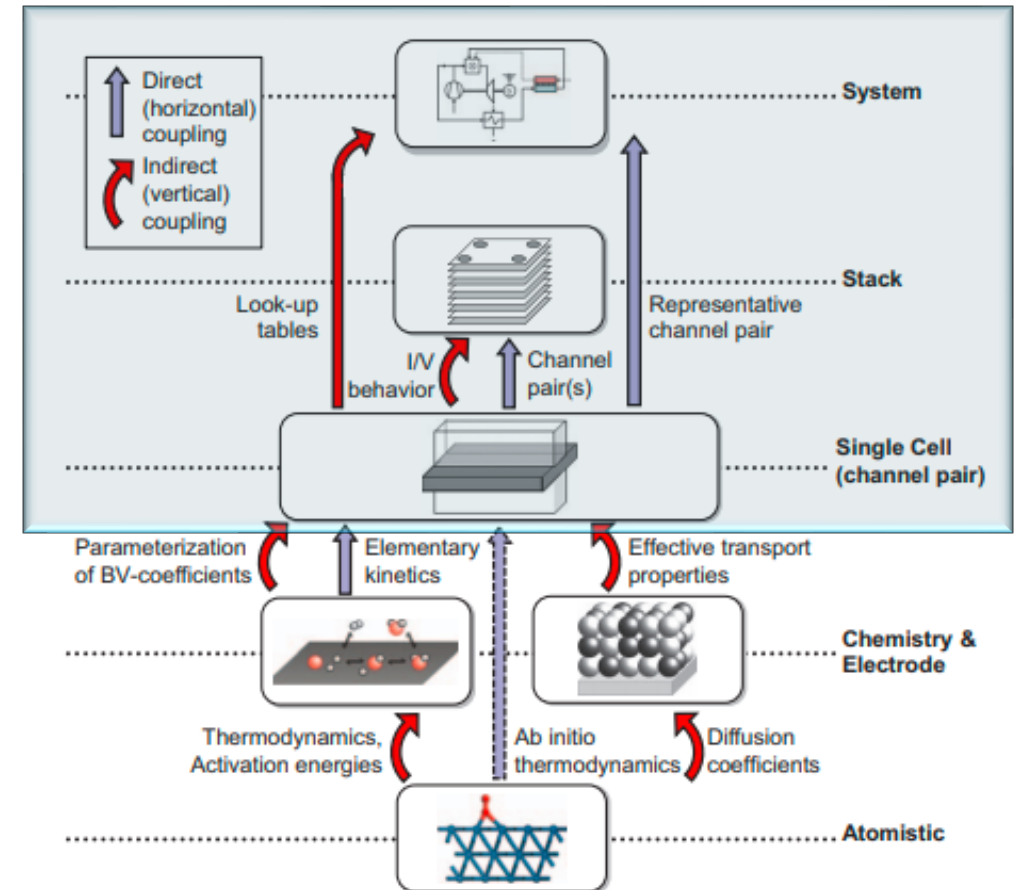 Direct
(horizontal)
coupling
Indirect
(vertical)
coupling
System
Stack
Look-up
tables
Representative
channel pair
I/V
behavior
Channel
pair(s)
Single Cell
(channel pair)
Parameterization
of BV-coefficients
Elementary
kinetics
Effective transport
properties
Chemistry &
Electrode
Thermodynamics,
Activation energies
Ab initio
thermodynamics
Diffusion
coefficients
Atomistic